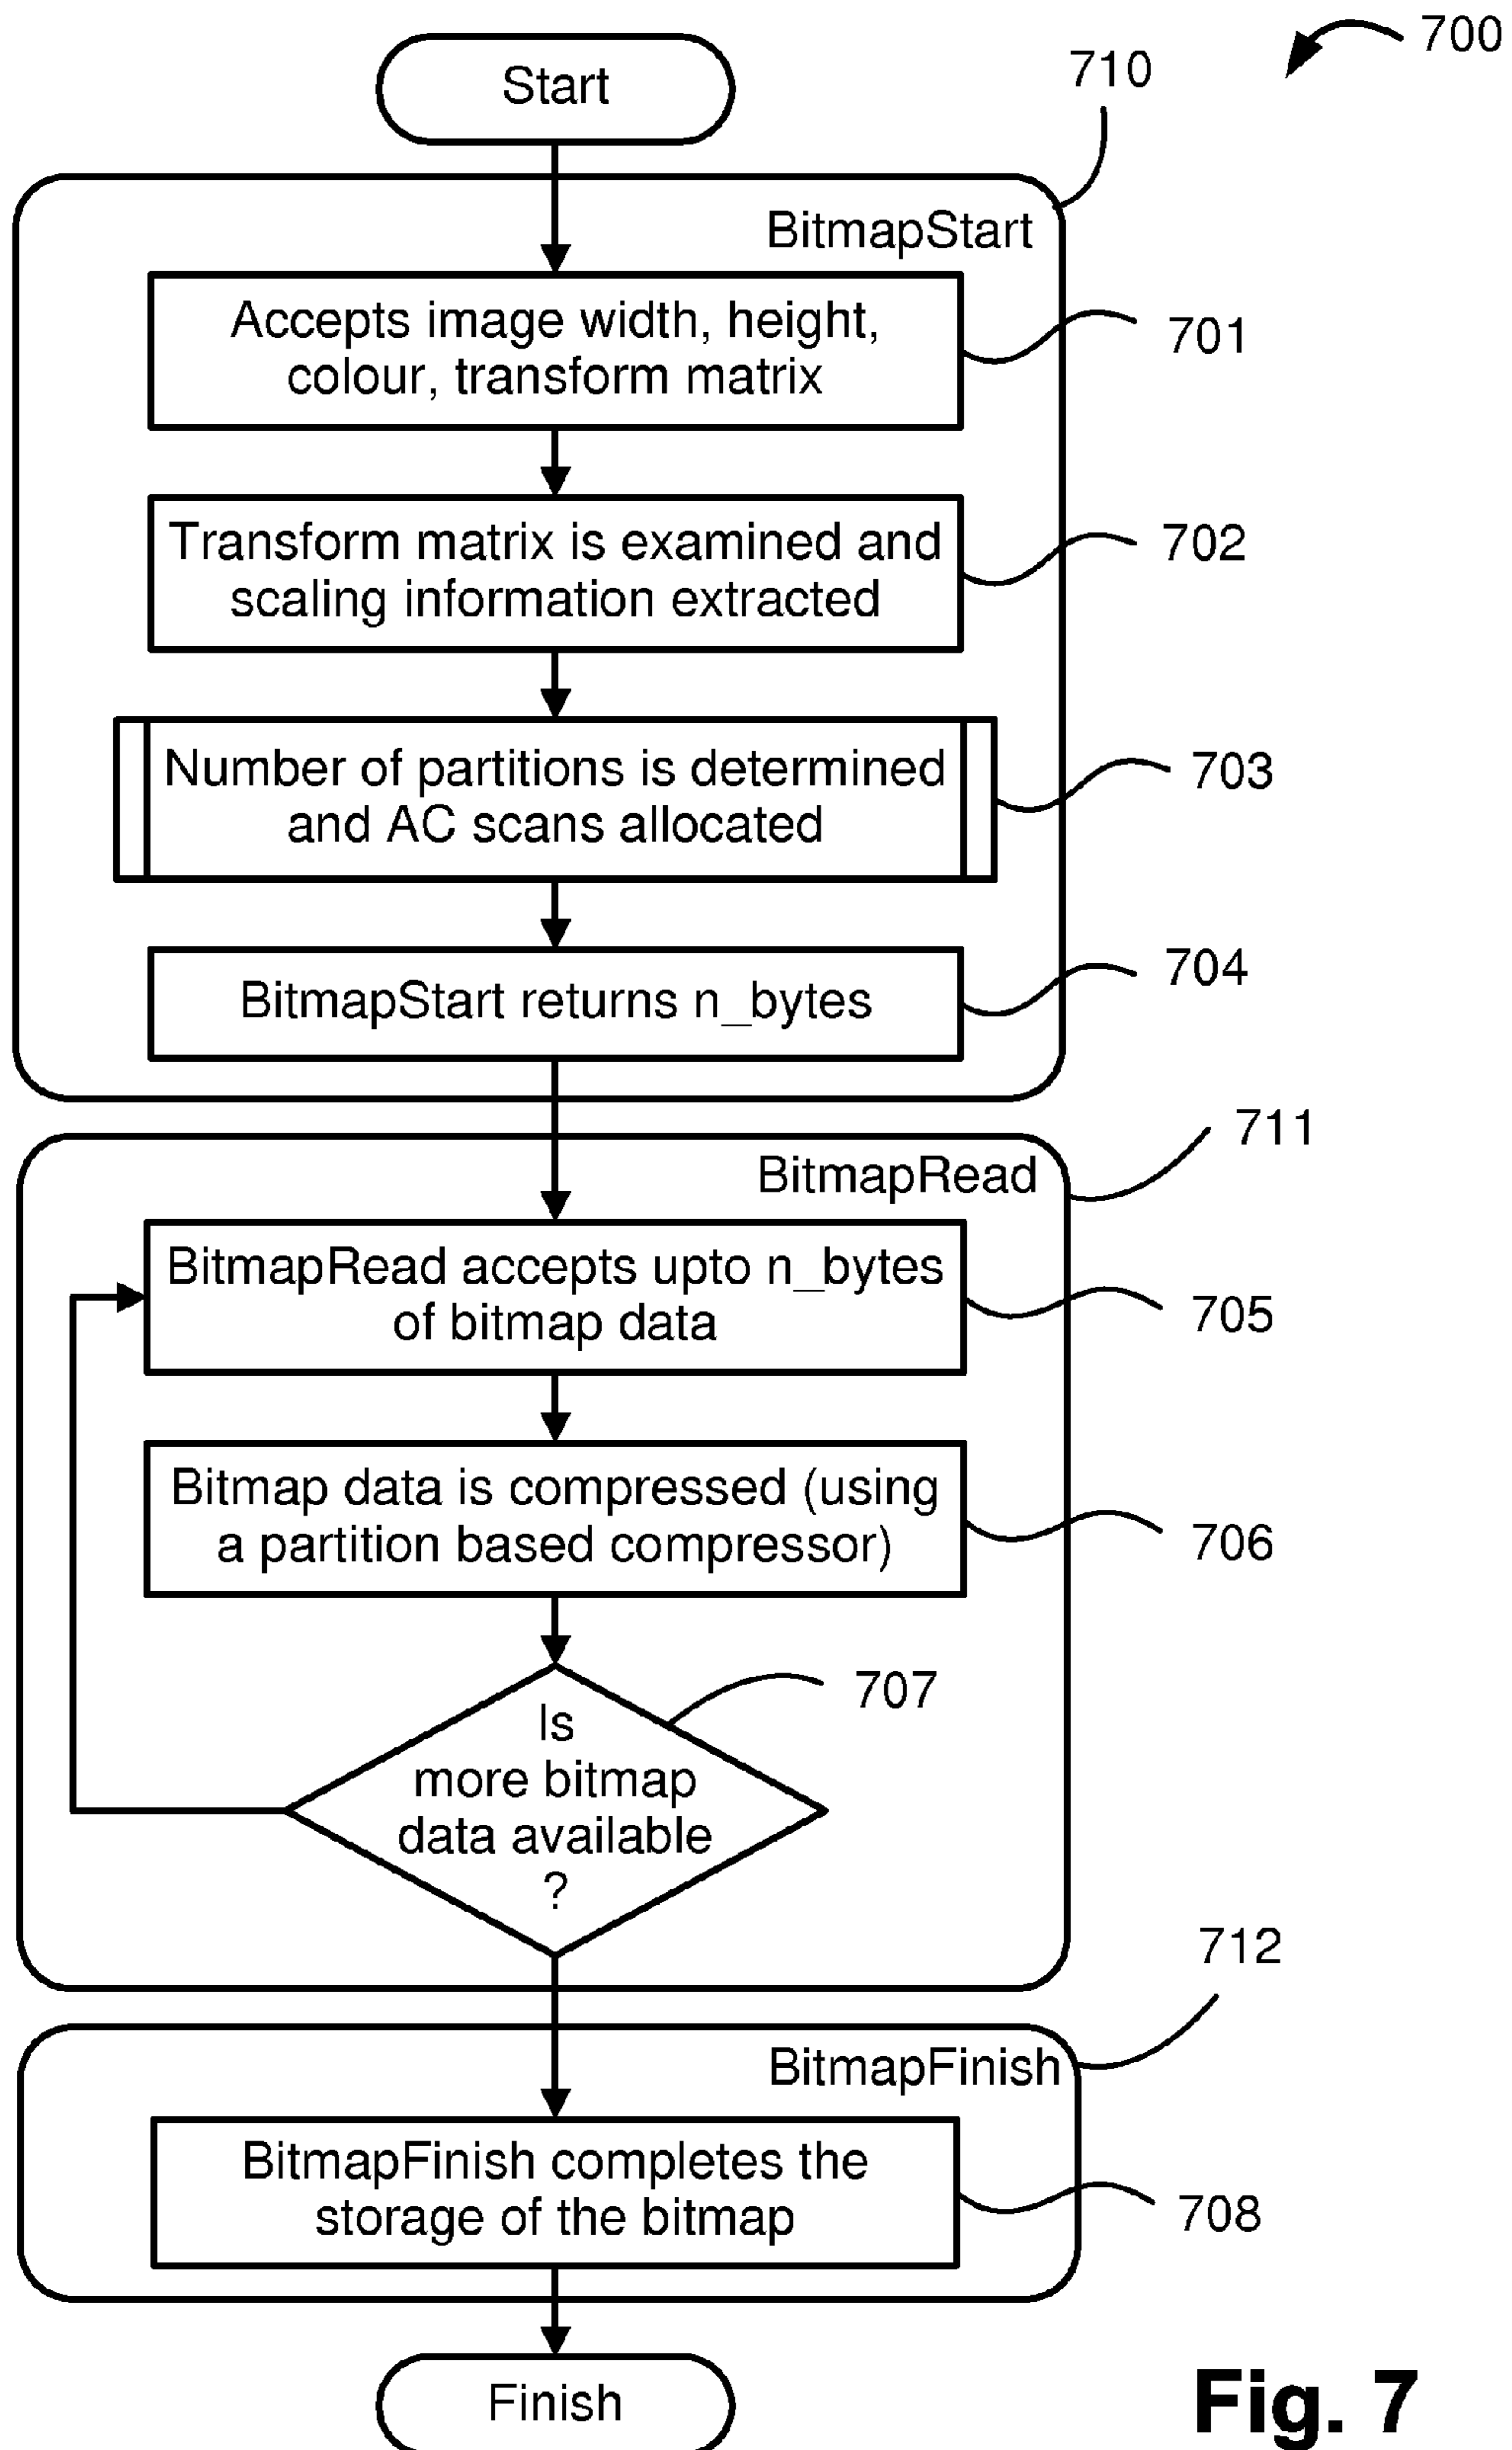 700
Start
710
BitmapStart
Accepts image width, height,
colour, transform matrix
701
Transform matrix is examined and
scaling information extracted
702
Number of partitions is determined
and AC scans allocated
703
BitmapStart returns n_bytes
704
711
BitmapRead
BitmapRead accepts upto n_bytes
of bitmap data
705
Bitmap data is compressed (using
a partition based compressor)
706
707
Is
more bitmap
data available
?
712
BitmapFinish
BitmapFinish completes the
storage of the bitmap
708
Finish
Fig. 7